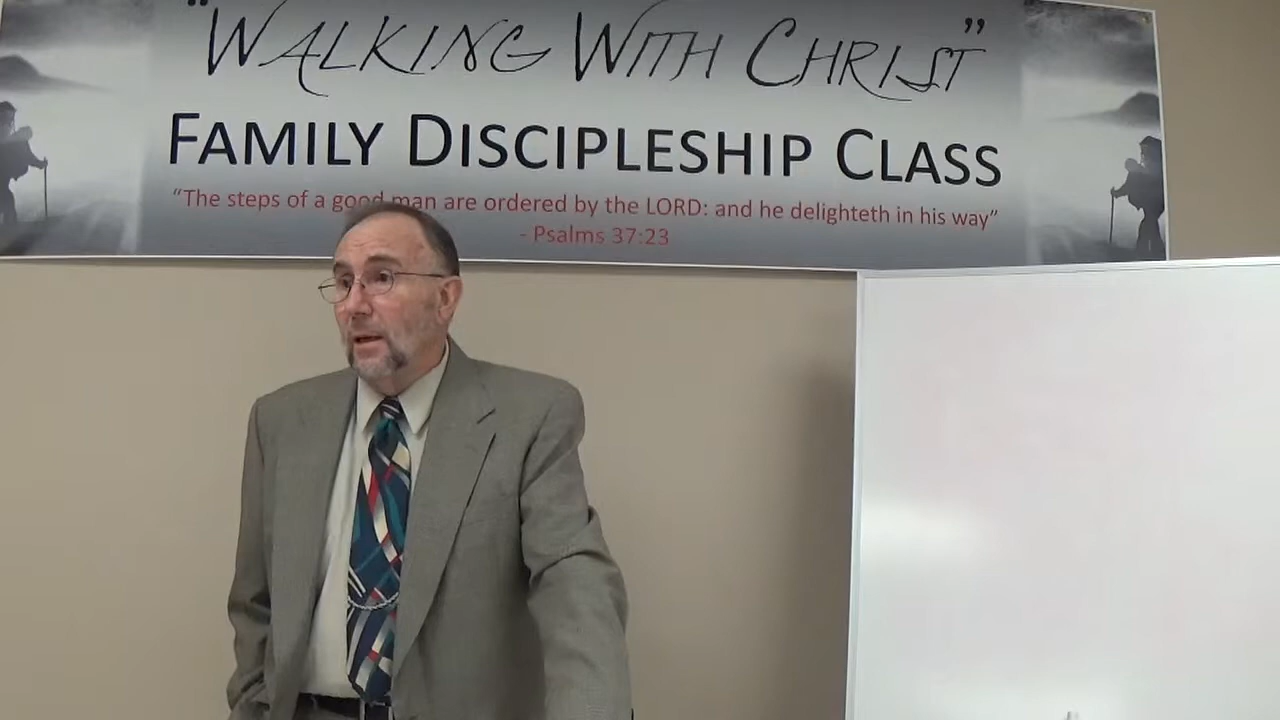 "WALKING WITH CHRIST"
FAMILY DISCIPLESHIP CLASS
“The steps of a good man are ordered by the LORD: and he delighteth in his way”
- Psalms 37:23